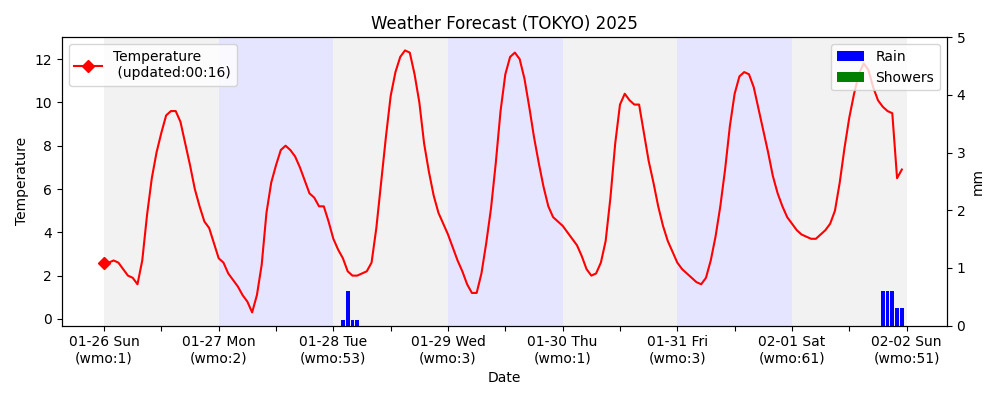 Weather Forecast (TOKYO) 2025
Temperature
(updated:00:16)
Rain
Showers
12
10
8
6
4
2
0
Temperature
5
4
3
2
1
0
mm
01-26 Sun
(wmo:1)
01-27 Mon
(wmo:2)
01-28 Tue
(wmo:53)
01-29 Wed
(wmo:3)
01-30 Thu
(wmo:1)
01-31 Fri
(wmo:3)
02-01 Sat
(wmo:61)
02-02 Sun
(wmo:51)
Date